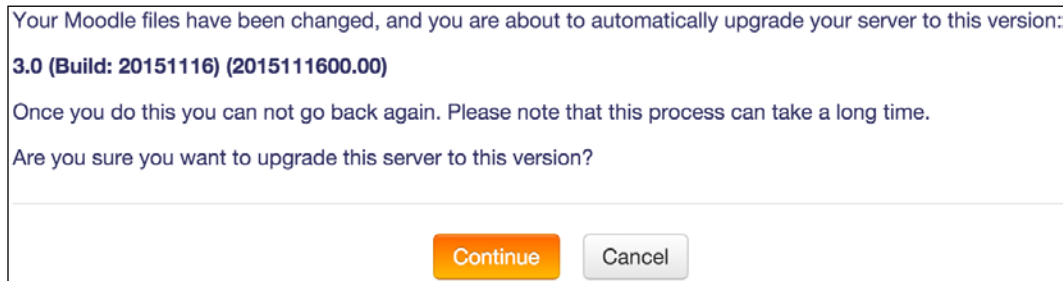 Your Moodle files have been changed, and you are about to automatically upgrade your server to this version:
3.0 (Build: 20151116) (2015111600.00)
Once you do this you can not go back again. Please note that this process can take a long time.
Are you sure you want to upgrade this server to this version?
Continue
Cancel